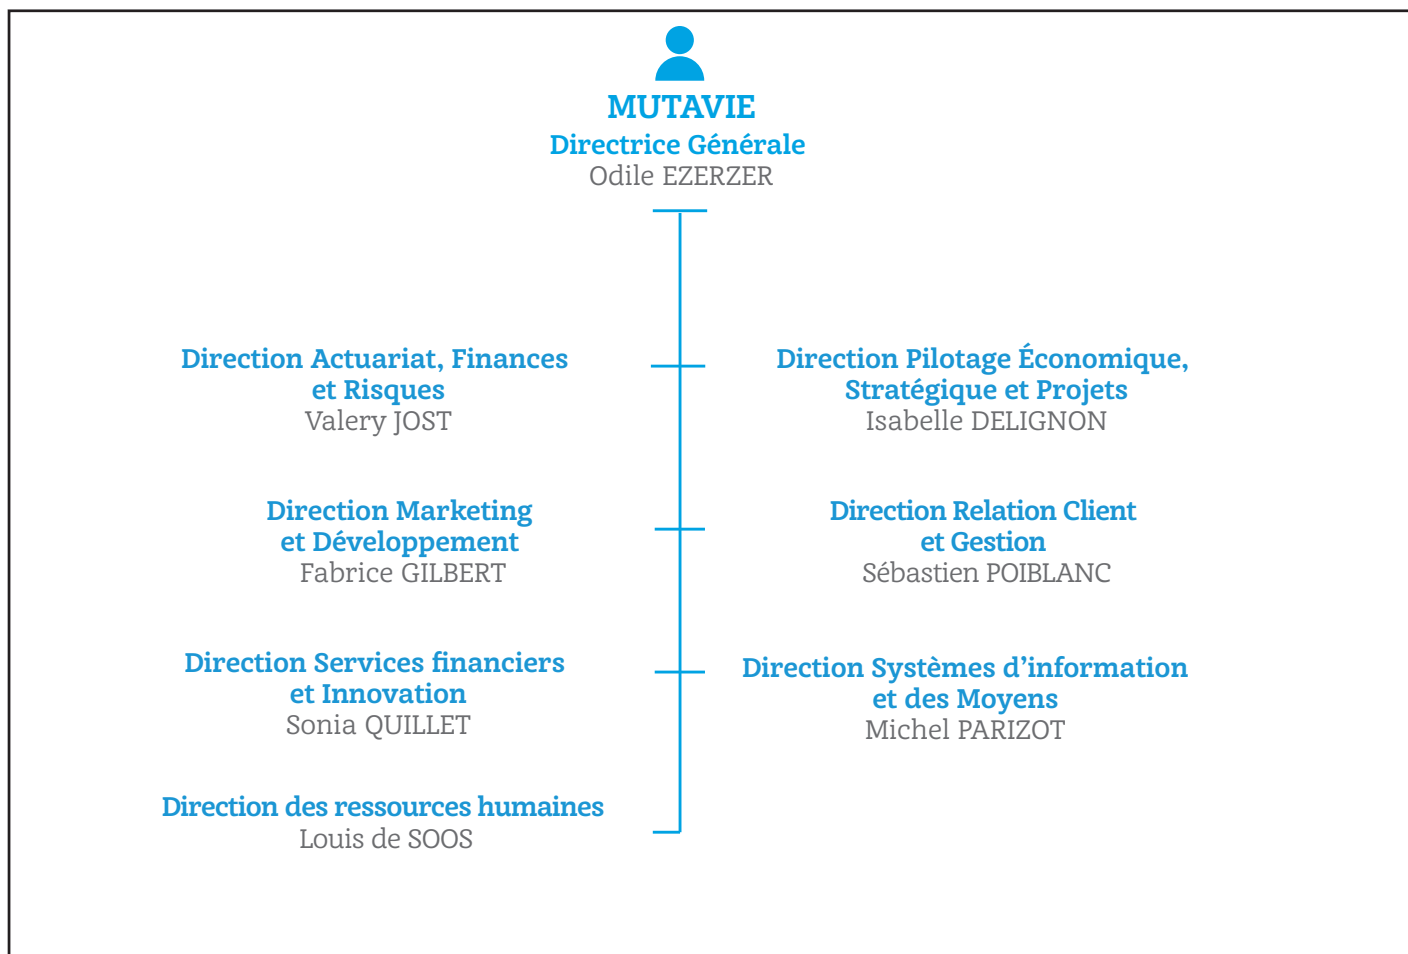 MUTAVIE
Directrice Générale
Odile EZERZER
Direction Actuariat, Finances
et Risques
Valery JOST
Direction Pilotage Économique,
Stratégique et Projets
Isabelle DELIGNON
Direction Marketing
et Développement
Fabrice GILBERT
Direction Relation Client
et Gestion
Sébastien POIBLANC
Direction Services financiers
et Innovation
Sonia QUILLET
Direction Systèmes d’information
et des Moyens
Michel PARIZOT
Direction des ressources humaines
Louis de SOOS